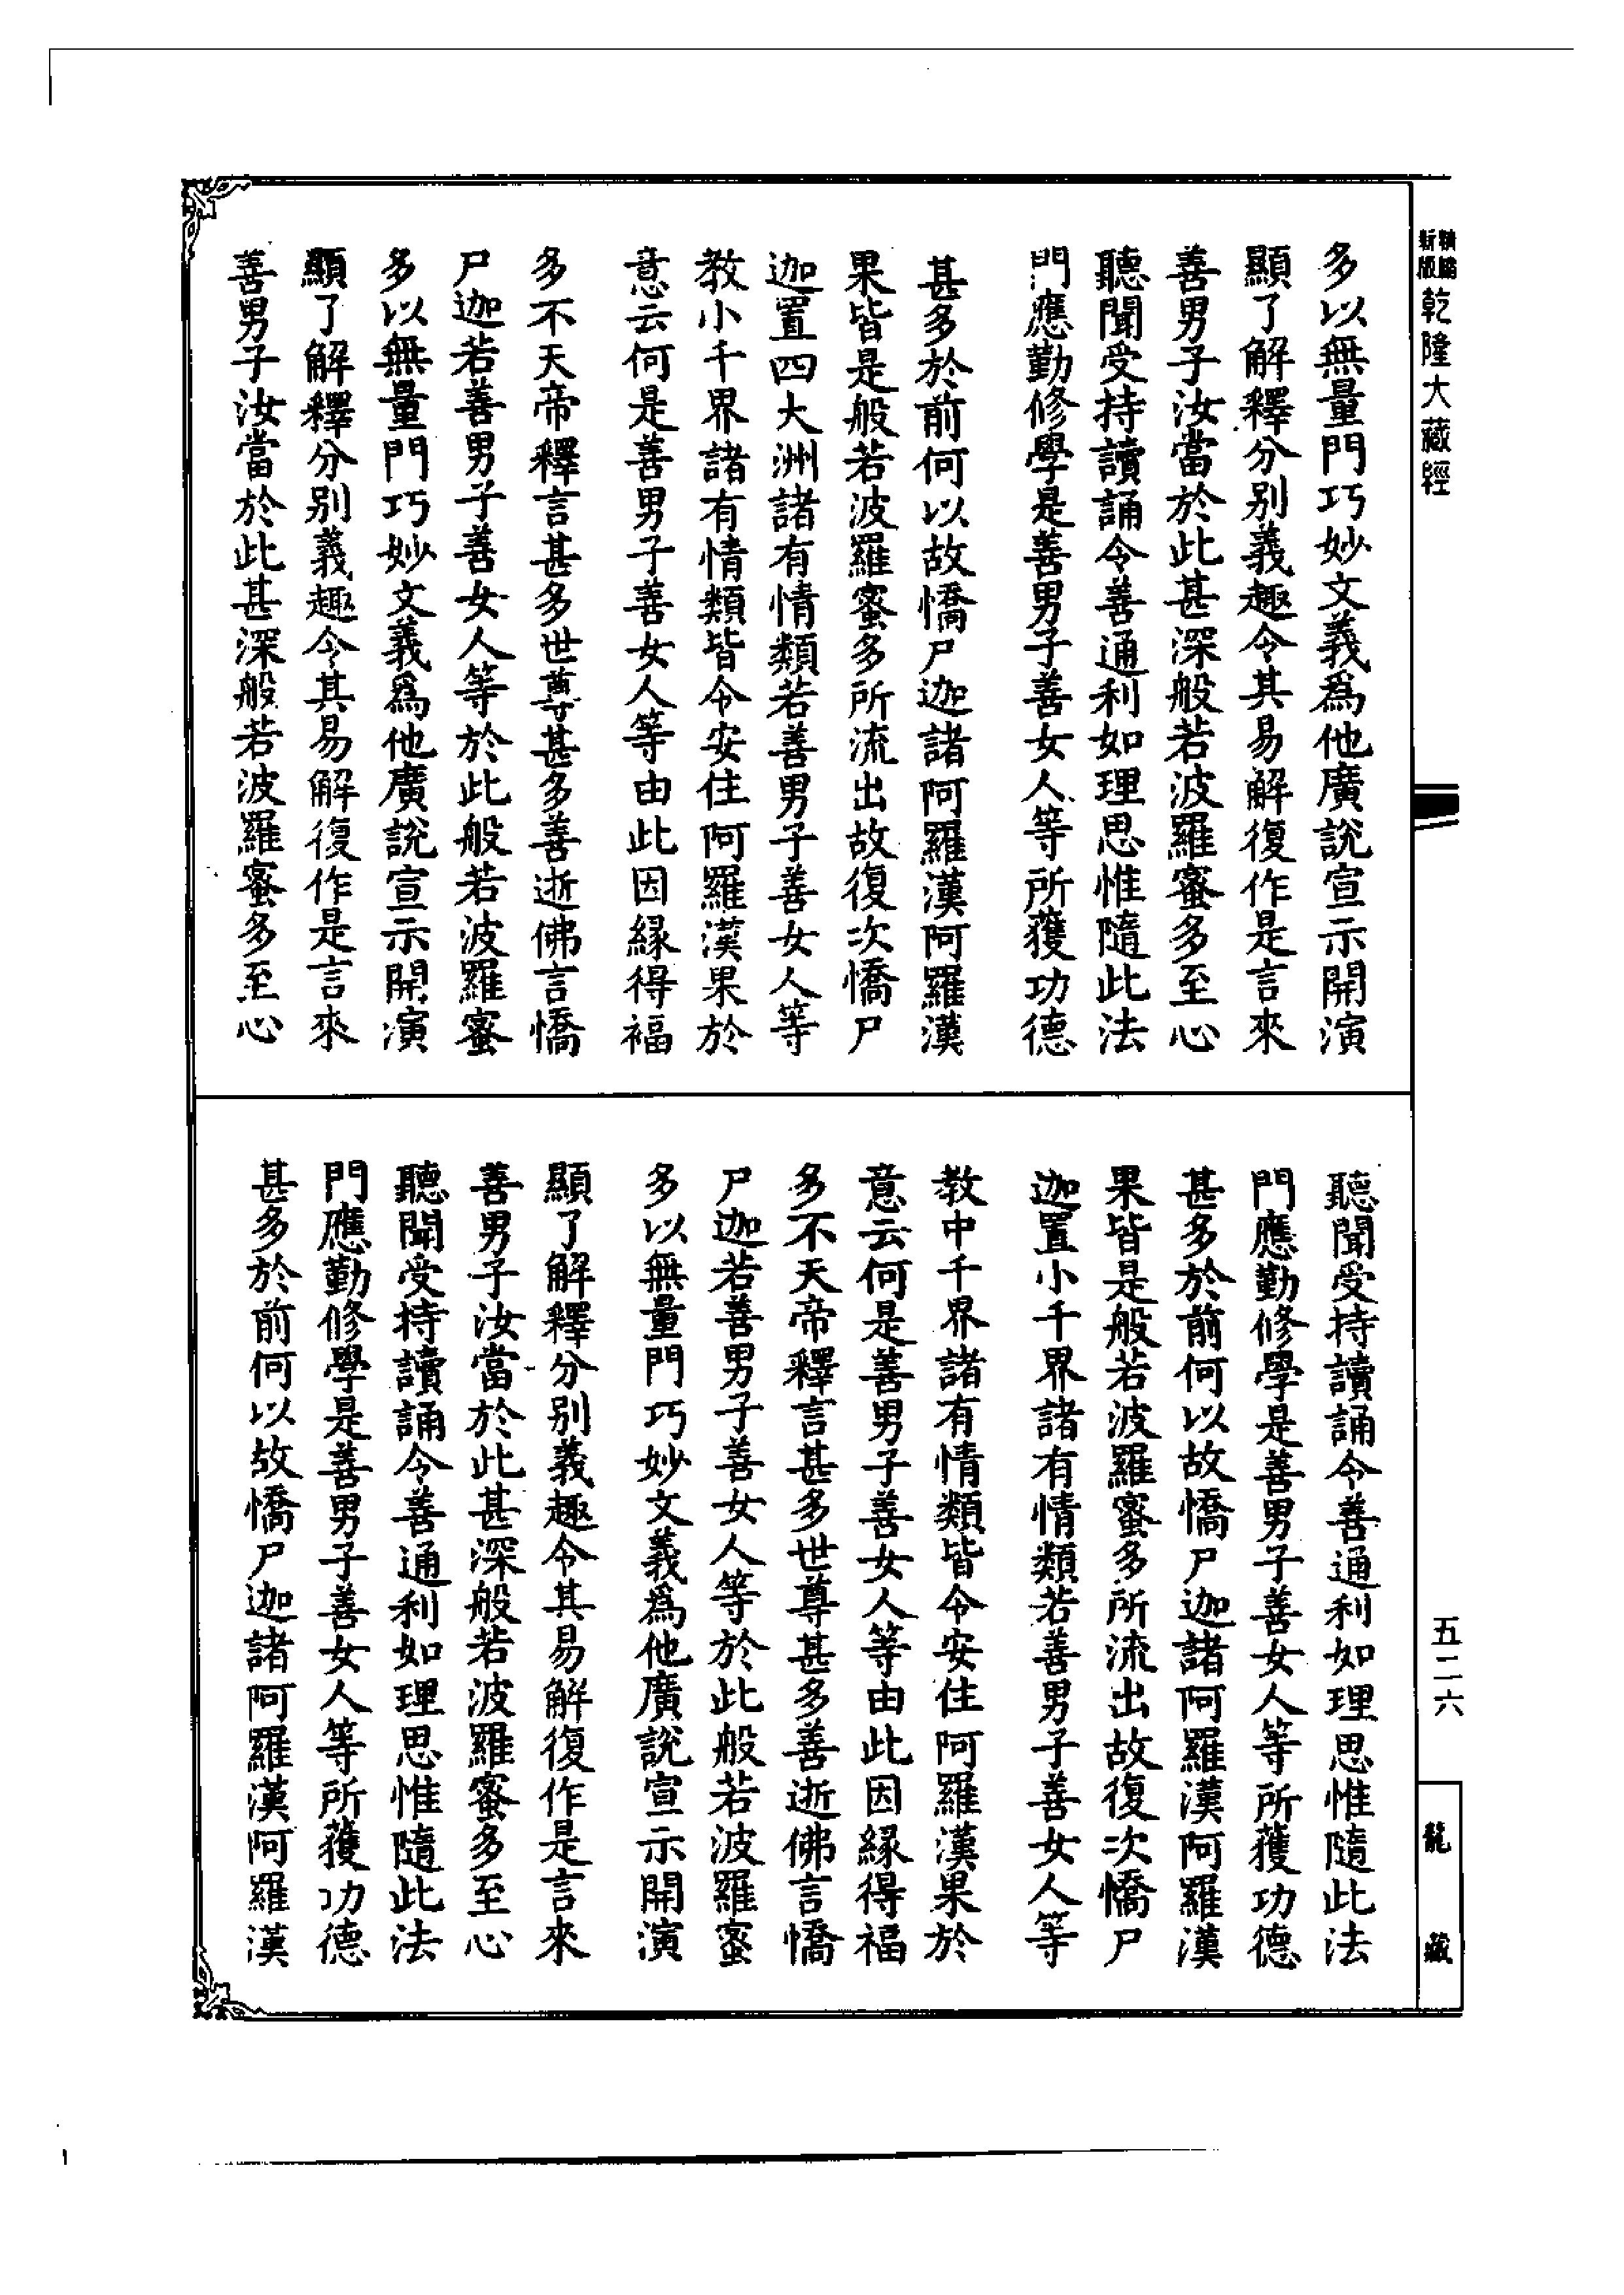 精編
新版
乾隆大藏經
多以無量門巧妙文義爲他廣說宣示開演
顯了解釋分別義趣令其易解復作是言來
善男子汝當於此甚深般若波羅蜜多至心
聽聞受持讀誦令善通利如理思惟隨此法
門應勤修學是善男子善女人等所獲功德
甚多於前何以故憍尸迦諸阿羅漢阿羅漢
果皆是般若波羅蜜多所流出故復次憍尸
迦置四大洲諸有情類若善男子善女人等
教小千界諸有情類皆令安住阿羅漢果於
意云何是善男子善女人等由此因緣得福
多不天帝釋言甚多世尊甚多善逝佛言憍
尸迦若善男子善女人等於此般若波羅蜜
多以無量門巧妙文義爲他廣說宣示開演
顯了解釋分別義趣令其易解復作是言來
善男子汝當於此甚深般若波羅蜜多至心
聽聞受持讀誦令善通利如理思惟隨此法
門應勤修學是善男子善女人等所獲功德
甚多於前何以故憍尸迦諸阿羅漢阿羅漢
果皆是般若波羅蜜多所流出故復次憍尸
迦置小千界諸有情類若善男子善女人等
教中千界諸有情類皆令安住阿羅漢果於
意云何是善男子善女人等由此因緣得福
多不天帝釋言甚多世尊甚多善逝佛言憍
尸迦若善男子善女人等於此般若波羅蜜
多以無量門巧妙文義爲他廣說宣示開演
顯了解釋分別義趣令其易解復作是言來
善男子汝當於此甚深般若波羅蜜多至心
聽聞受持讀誦令善通利如理思惟隨此法
門應勤修學是善男子善女人等所獲功德
甚多於前何以故憍尸迦諸阿羅漢阿羅漢
五二六
龍藏